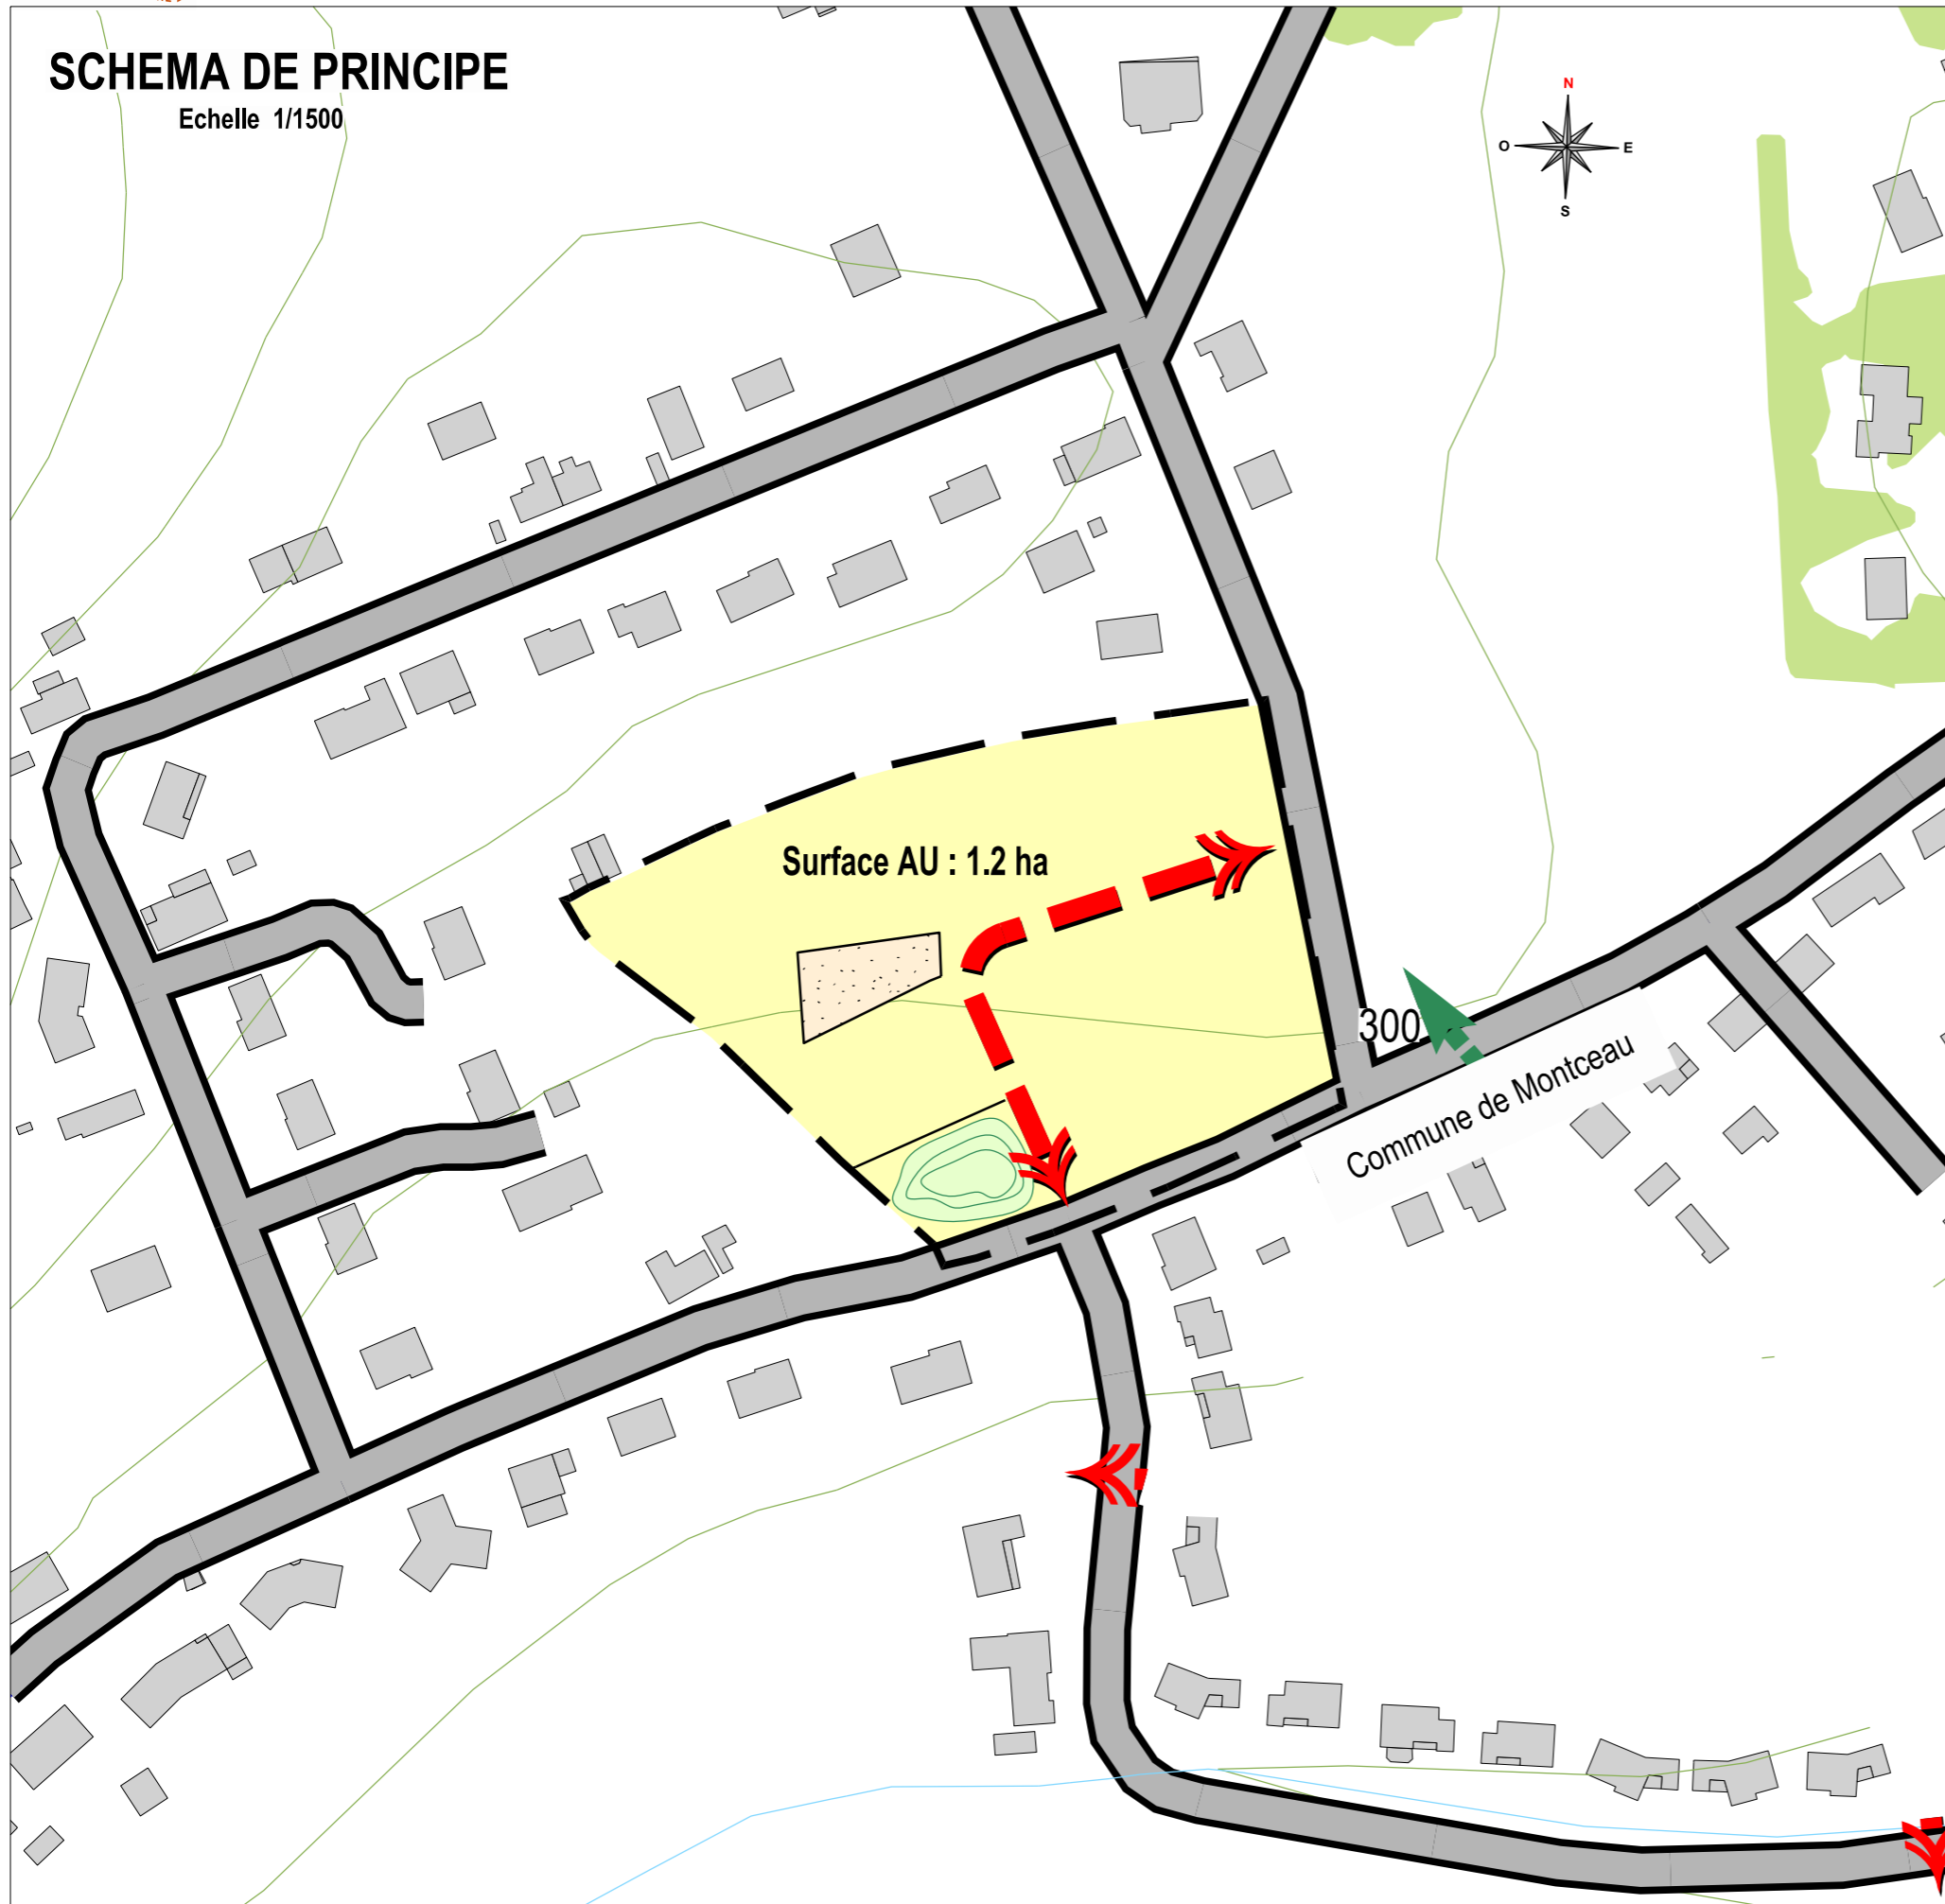 SCHEMA DE PRINCIPE
Echelle 1/1500
N
O
E
S
Surface AU : 1.2 ha
300
Commune de Montceau